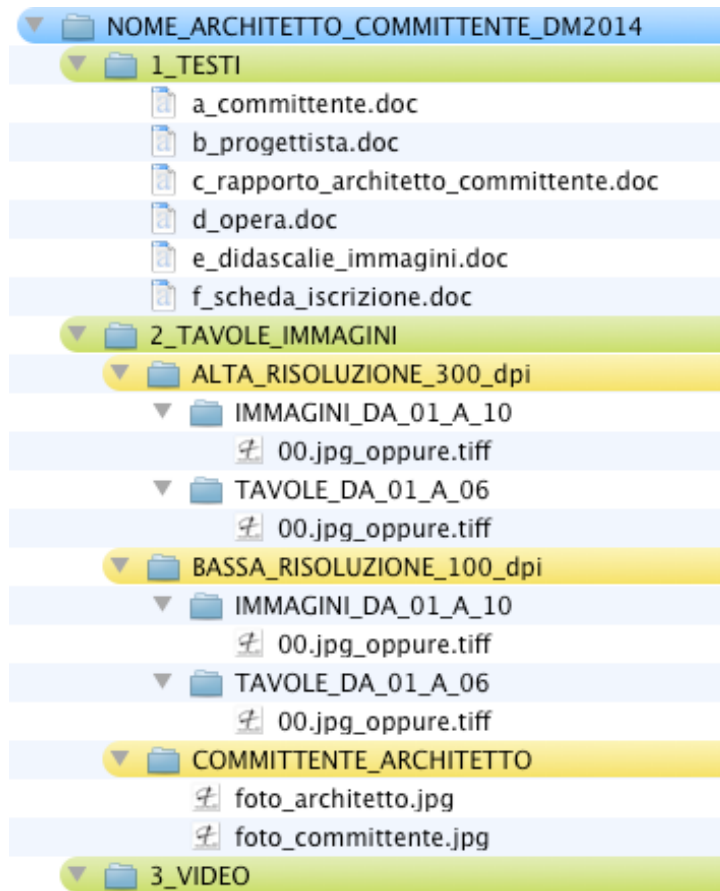 NOME_ARCHITETTO_COMMITTENTE_DM2014
1_TESTI
a_committente.doc
b_progettista.doc
c_rapporto_architetto_committente.doc
d_opera.doc
e_didascalie_immagini.doc
f_scheda_iscrizione.doc
2_TAVOLE_IMMAGINI
ALTA_RISOLUZIONE_300_dpi
IMMAGINI_DA_01_A_10
00.jpg_oppure.tiff
TAVOLE_DA_01_A_06
00.jpg_oppure.tiff
BASSA_RISOLUZIONE_100_dpi
IMMAGINI_DA_01_A_10
00.jpg_oppure.tiff
TAVOLE_DA_01_A_06
00.jpg_oppure.tiff
COMMITTENTE_ARCHITETTO
foto_architetto.jpg
foto_committente.jpg
3_VIDEO